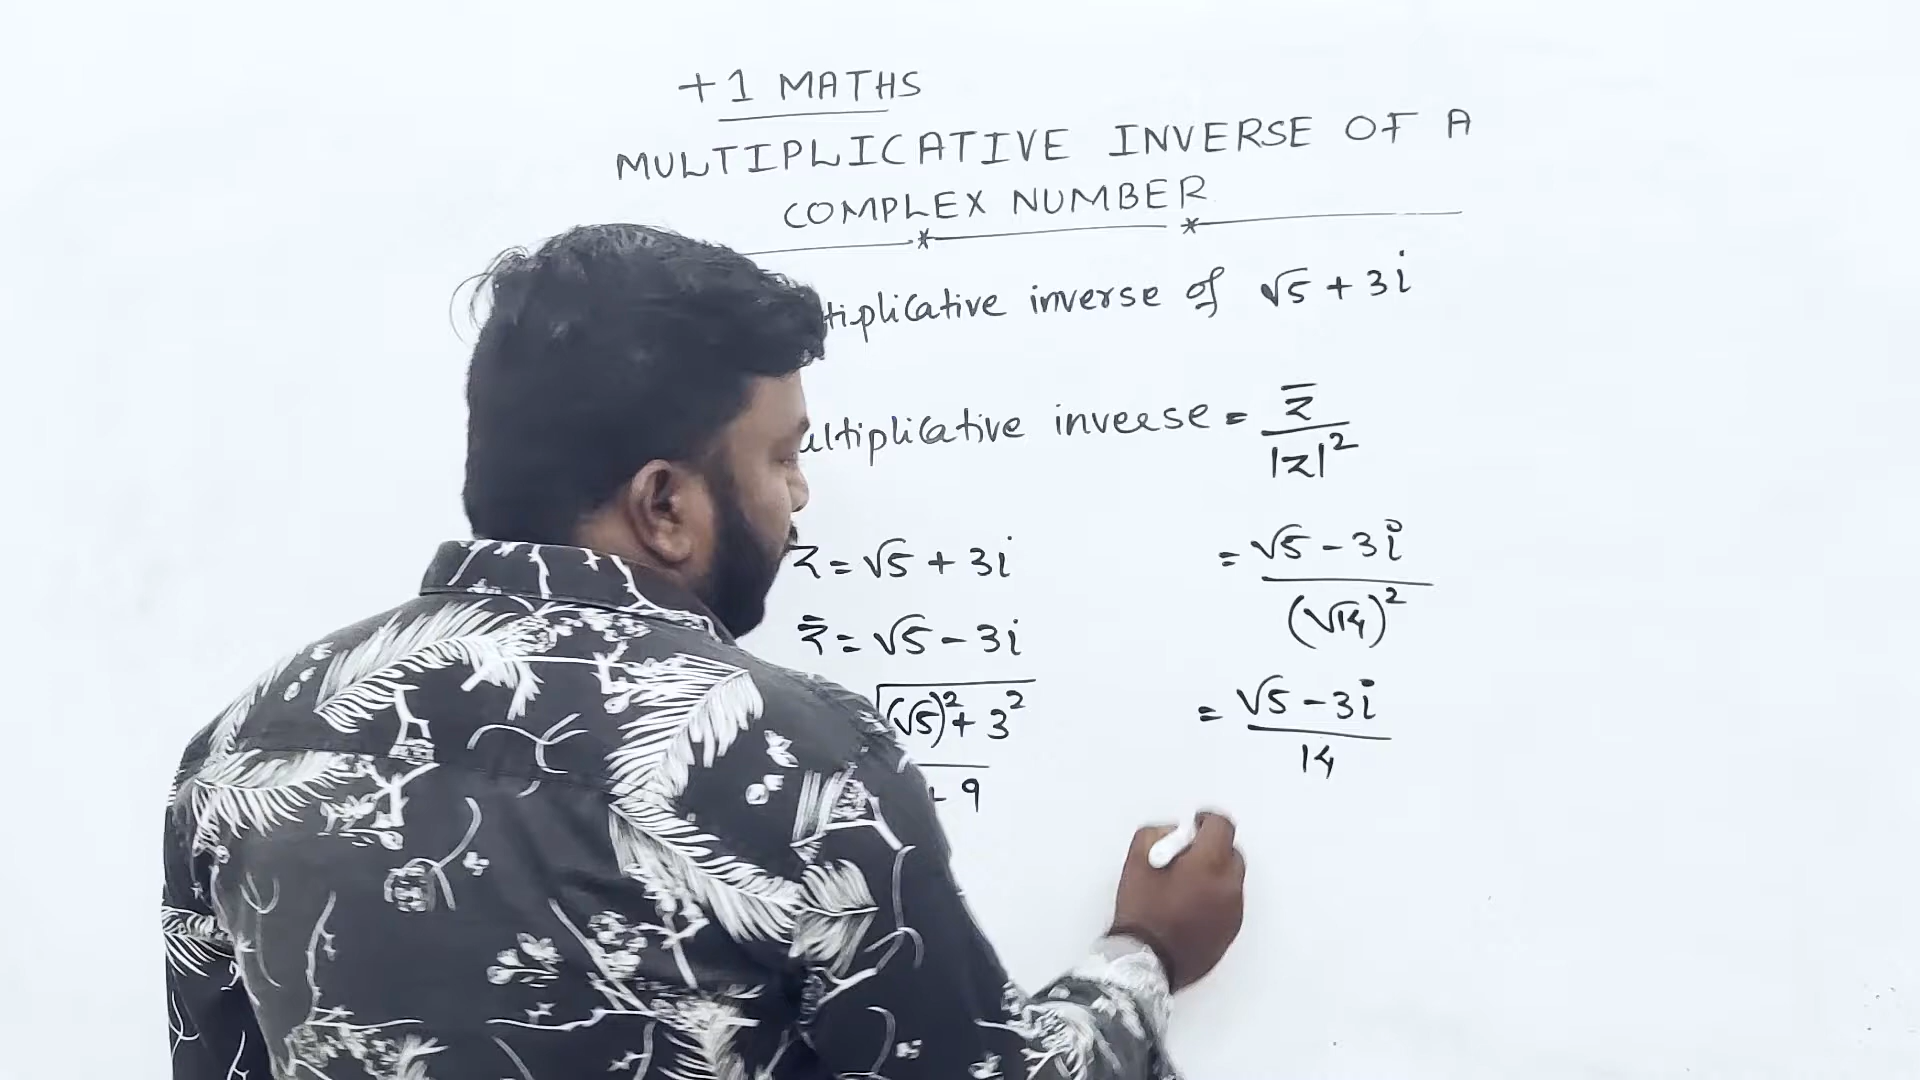 +1 MATHS
MULTIPLICATIVE INVERSE OF A
COMPLEX NUMBER
tiplicative inverse of √5 + 3i
ultiplicative inverse = z̄ / |z|²
z = √5 + 3i
z̄ = √5 - 3i
√((√5)² + 3²)
+ 9
= (√5 - 3i) / (√14)²
= (√5 - 3i) / 14